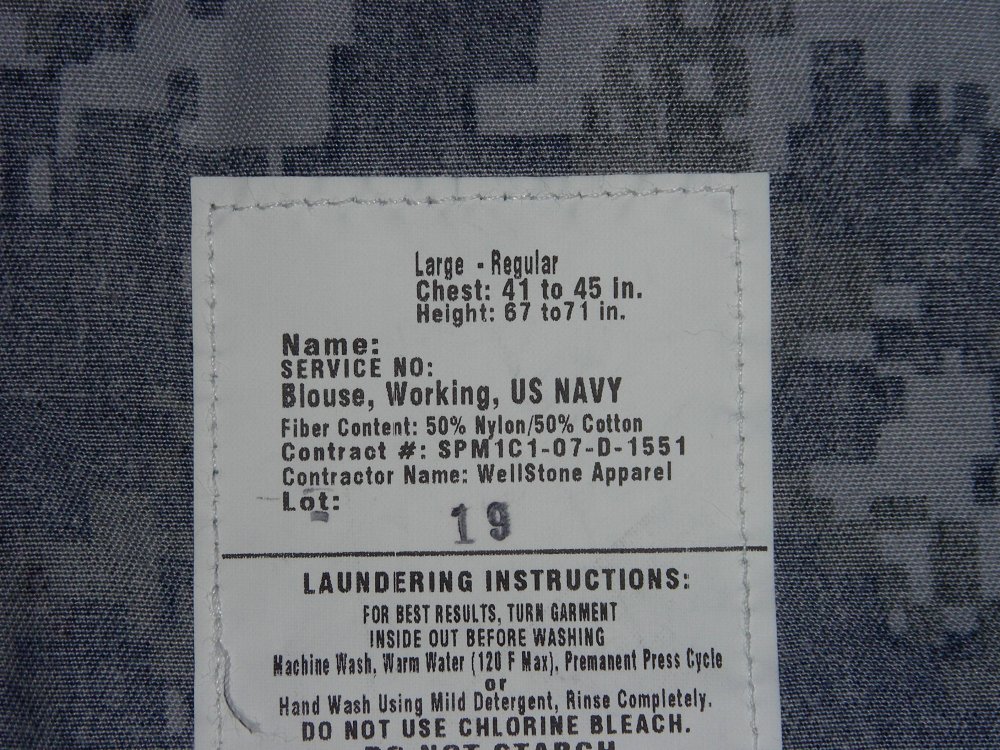 Large - Regular
Chest: 41 to 45 in.
Height: 67 to71 in.
Name:
SERVICE NO:
Blouse, Working, US NAVY
Fiber Content: 50% Nylon/50% Cotton
Contract #: SPM1C1-07-D-1551
Contractor Name: WellStone Apparel
Lot:
19
LAUNDERING INSTRUCTIONS:
FOR BEST RESULTS, TURN GARMENT
INSIDE OUT BEFORE WASHING
Machine Wash, Warm Water (120 F Max), Premanent Press Cycle
or
Hand Wash Using Mild Detergent, Rinse Completely.
DO NOT USE CHLORINE BLEACH.
DO NOT STARCH